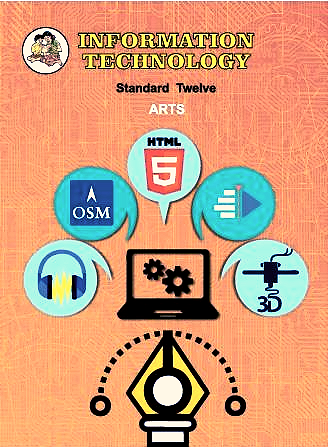 INFORMATION
TECHNOLOGY
Standard Twelve
ARTS
HTML
5
OSM
3D